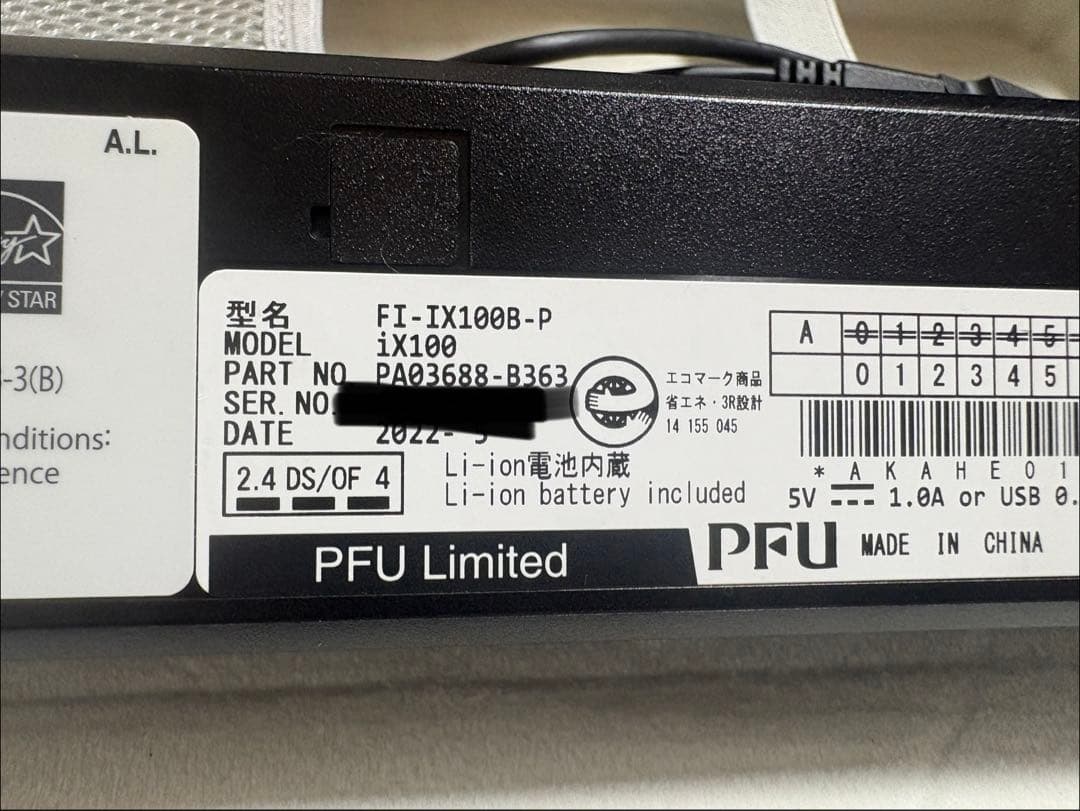 A.L.
STAR
-3(B)
nditions:
ence
型名 FI-IX100B-P
MODEL iX100
PART NO. PA03688-B363
SER. NO.
DATE 2022-
エコマーク商品
省エネ・3R設計
14 155 045
A 0 1 2 3 4 5
0 1 2 3 4 5
* A K A H E 0 1
2.4 DS/OF 4
Li-ion電池内蔵
Li-ion battery included
5V 1.0A or USB 0.
PFU Limited
PFU MADE IN CHINA